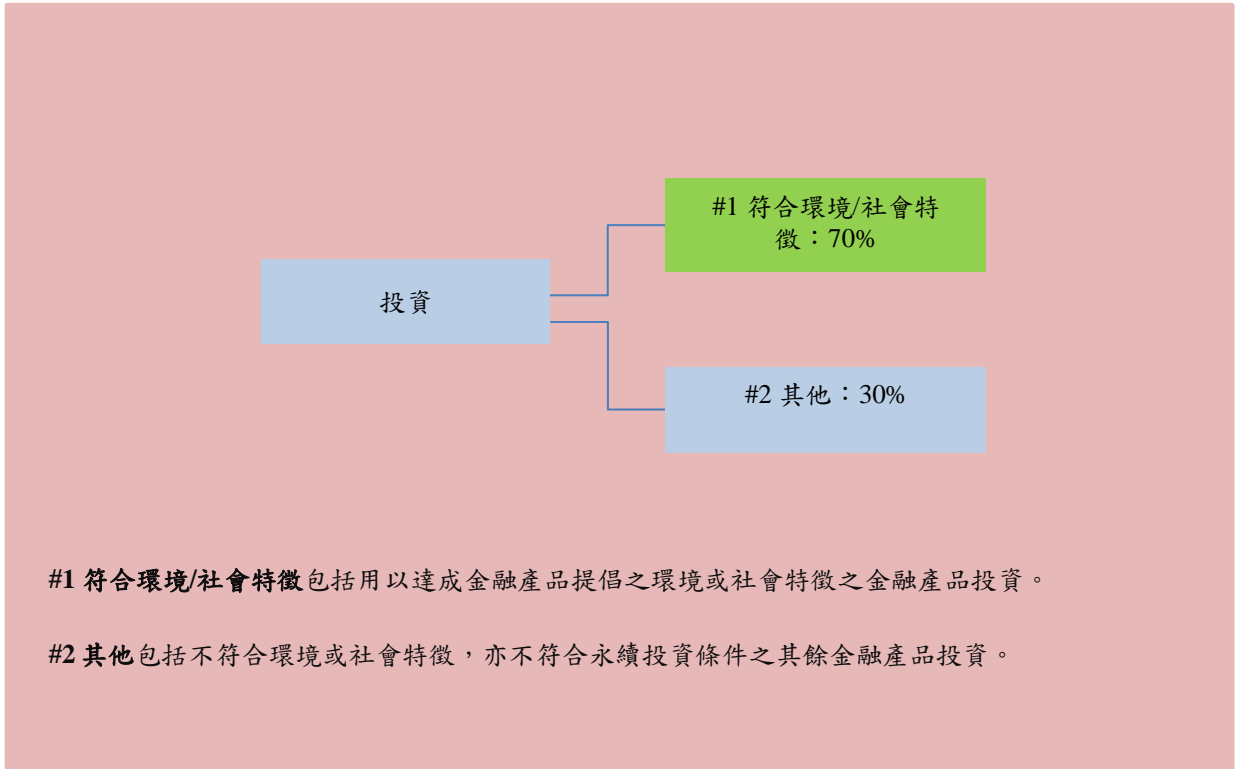 #1 符合環境/社會特
徵：70%
投資
#2 其他：30%
#1 符合環境/社會特徵包括用以達成金融產品提倡之環境或社會特徵之金融產品投資。
#2 其他包括不符合環境或社會特徵，亦不符合永續投資條件之其餘金融產品投資。